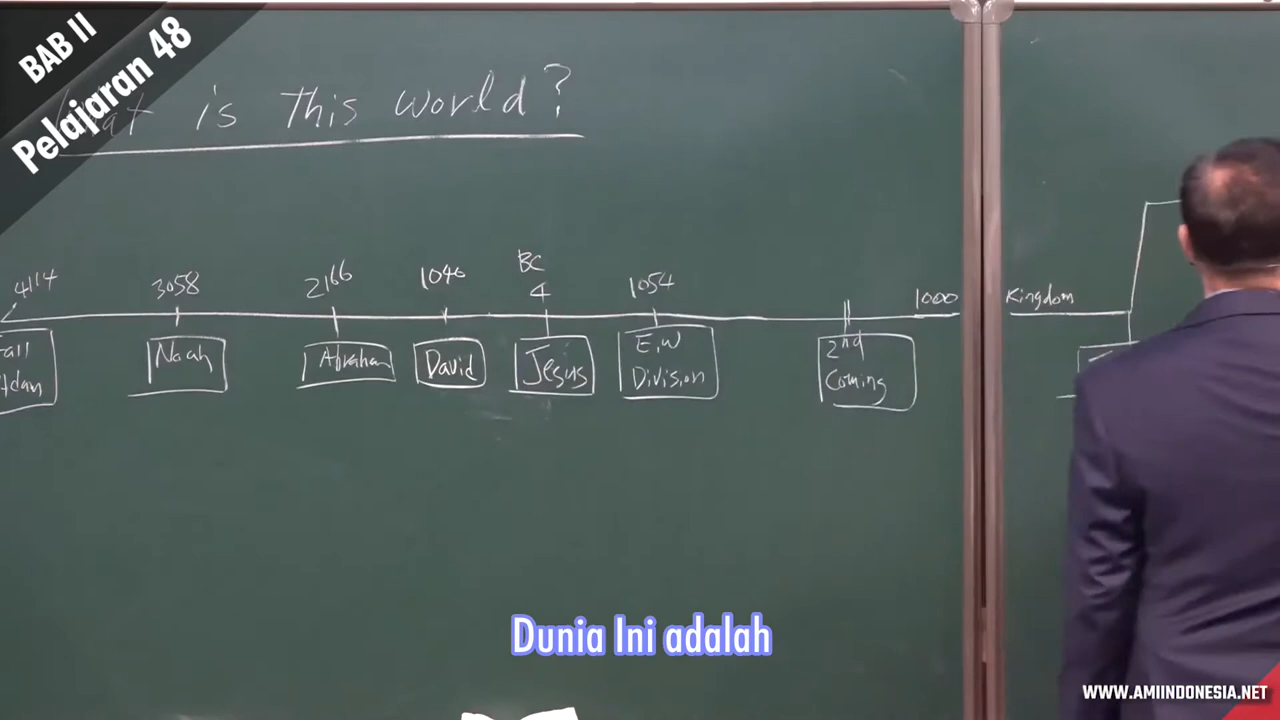 BAB II
Pelajaran 48
is this world?
4114
3058
2166
1040
BC
4
1054
1000
Kingdom
Fall
Adam
Noah
Abraham
David
Jesus
E,W
Division
2nd
Coming
Dunia Ini adalah
WWW.AMIINDONESIA.NET